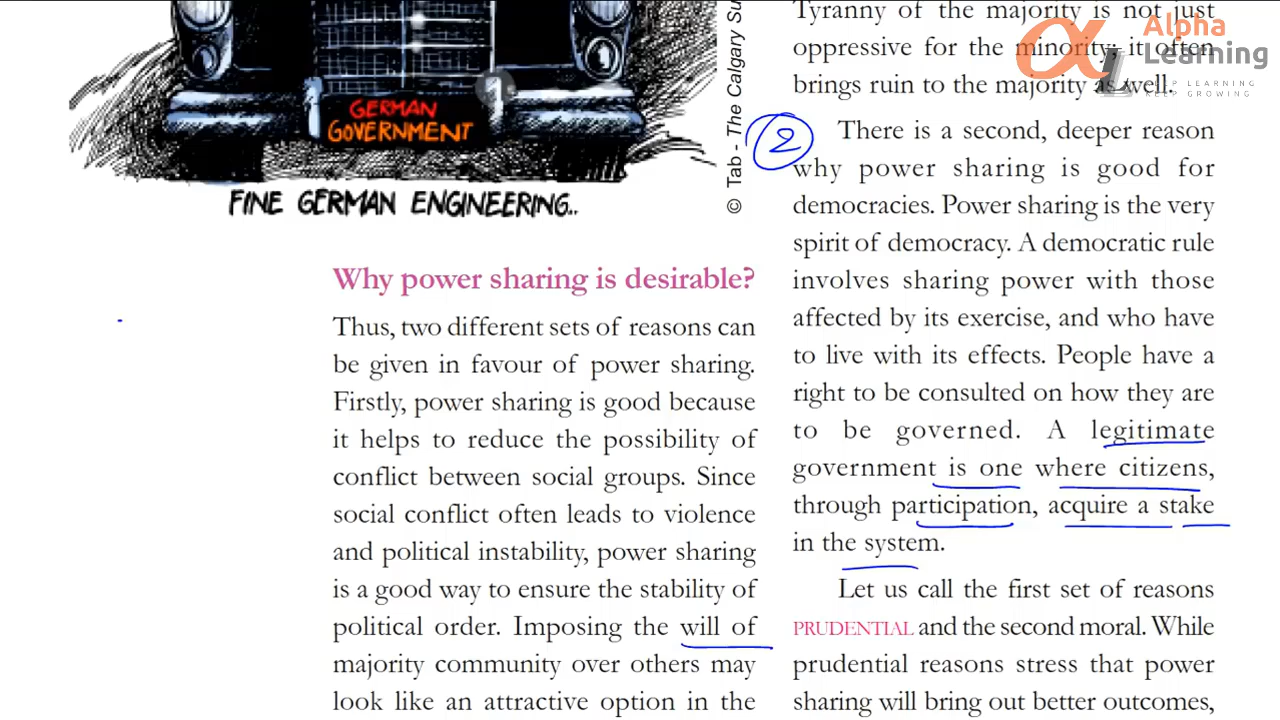 GERMAN
GOVERNMENT
FINE GERMAN ENGINEERING..
© Tab - The Calgary Su
Why power sharing is desirable?
Thus, two different sets of reasons can
be given in favour of power sharing.
Firstly, power sharing is good because
it helps to reduce the possibility of
conflict between social groups. Since
social conflict often leads to violence
and political instability, power sharing
is a good way to ensure the stability of
political order. Imposing the will of
majority community over others may
look like an attractive option in the
Tyranny of the majority is not just
oppressive for the minority; it often
brings ruin to the majority as well.
2
There is a second, deeper reason
why power sharing is good for
democracies. Power sharing is the very
spirit of democracy. A democratic rule
involves sharing power with those
affected by its exercise, and who have
to live with its effects. People have a
right to be consulted on how they are
to be governed. A legitimate
government is one where citizens,
through participation, acquire a stake
in the system.
Let us call the first set of reasons
PRUDENTIAL and the second moral. While
prudential reasons stress that power
sharing will bring out better outcomes,
Alpha
Learning
KEEP LEARNING
KEEP GROWING